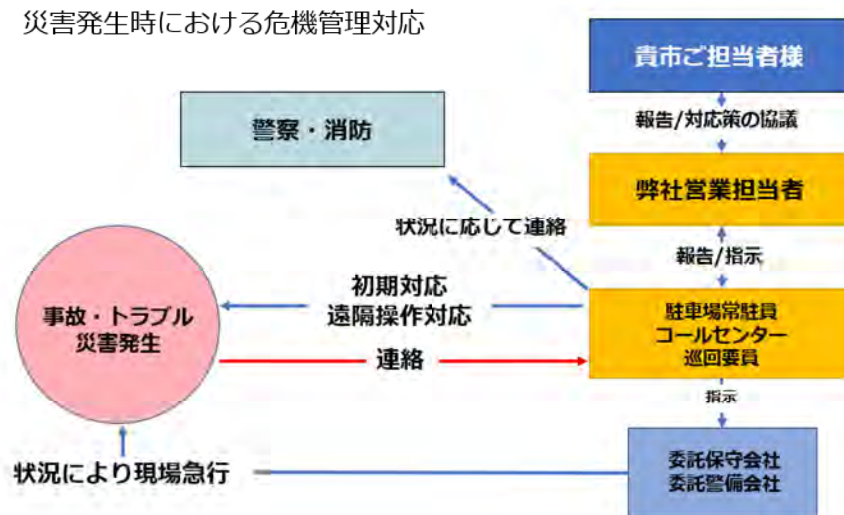 災害発生時における危機管理対応
貴市ご担当者様
報告/対応策の協議
警察・消防
弊社営業担当者
状況に応じて連絡
報告/指示
初期対応
遠隔操作対応
事故・トラブル
災害発生
駐車場常駐員
コールセンター
巡回要員
連絡
指示
状況により現場急行
委託保守会社
委託警備会社